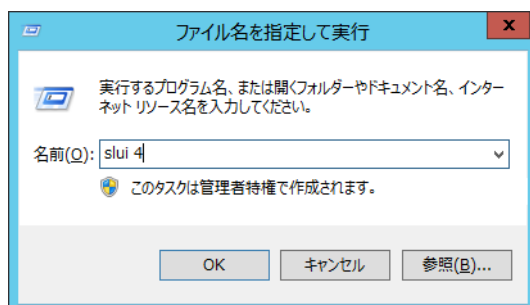 ファイル名を指定して実行
x
実行するプログラム名、または開くフォルダーやドキュメント名、インター
ネット リソース名を入力してください。
名前(O): slui 4
このタスクは管理者特権で作成されます。
OK キャンセル 参照(B)...